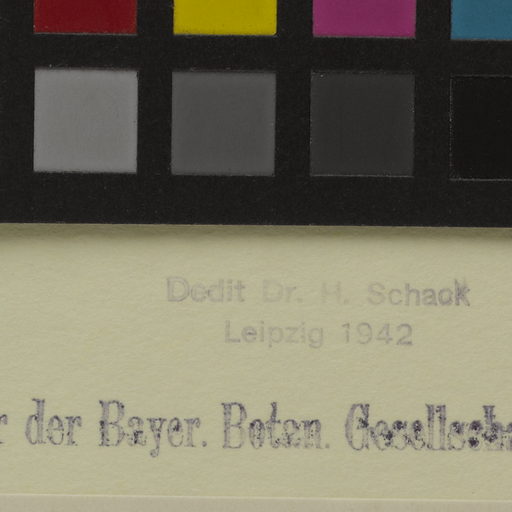 Dedit Dr. H. Schack
Leipzig 1942
r der Bayer. Botan. Gesellscha